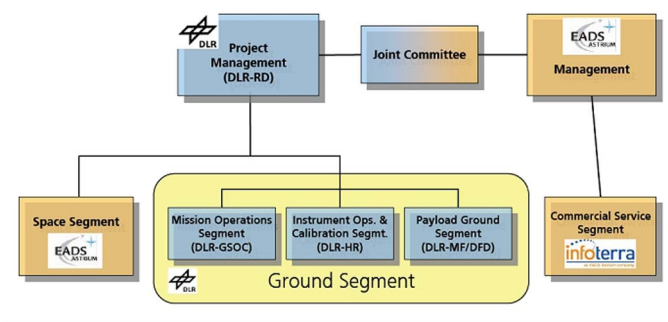 DLR
Project
Management
(DLR-RD)
Joint Committee
EADS
ASTRIUM
Management
Space Segment
EADS
ASTRIUM
Mission Operations
Segment
(DLR-GSOC)
Instrument Ops. &
Calibration Segmt.
(DLR-HR)
Payload Ground
Segment
(DLR-MF/DFD)
DLR
Ground Segment
Commercial Service
Segment
infoterra